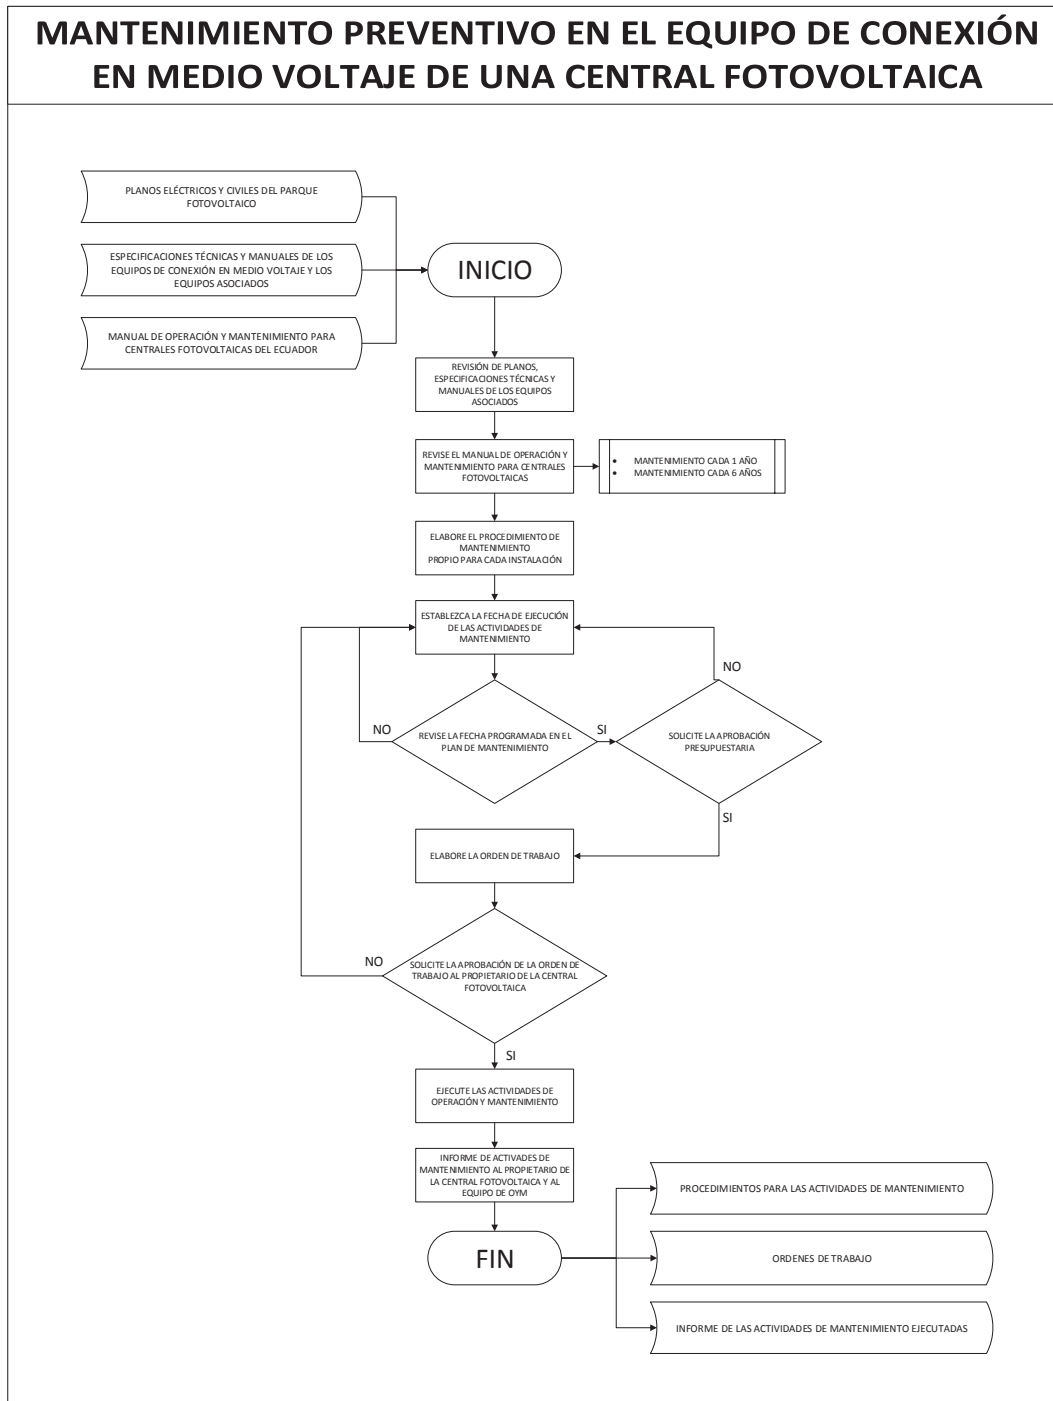 MANTENIMIENTO PREVENTIVO EN EL EQUIPO DE CONEXIÓN
EN MEDIO VOLTAJE DE UNA CENTRAL FOTOVOLTAICA
PLANOS ELÉCTRICOS Y CIVILES DEL PARQUE
FOTOVOLTAICO
ESPECIFICACIONES TÉCNICAS Y MANUALES DE LOS
EQUIPOS DE CONEXIÓN EN MEDIO VOLTAJE Y LOS
EQUIPOS ASOCIADOS
MANUAL DE OPERACIÓN Y MANTENIMIENTO PARA
CENTRALES FOTOVOLTAICAS DEL ECUADOR
INICIO
REVISIÓN DE PLANOS,
ESPECIFICACIONES TÉCNICAS Y
MANUALES DE LOS EQUIPOS
ASOCIADOS
REVISE EL MANUAL DE OPERACIÓN Y
MANTENIMIENTO PARA CENTRALES
FOTOVOLTAICAS
• MANTENIMIENTO CADA 1 AÑO
• MANTENIMIENTO CADA 6 AÑOS
ELABORE EL PROCEDIMIENTO DE
MANTENIMIENTO
PROPIO PARA CADA INSTALACIÓN
ESTABLEZCA LA FECHA DE EJECUCIÓN
DE LAS ACTIVIDADES DE
MANTENIMIENTO
NO
REVISE LA FECHA PROGRAMADA EN EL
PLAN DE MANTENIMIENTO
SI
NO
SOLICITE LA APROBACIÓN
PRESUPUESTARIA
SI
ELABORE LA ORDEN DE TRABAJO
NO
SOLICITE LA APROBACIÓN DE LA ORDEN DE
TRABAJO AL PROPIETARIO DE LA CENTRAL
FOTOVOLTAICA
SI
EJECUTE LAS ACTIVIDADES DE
OPERACIÓN Y MANTENIMIENTO
INFORME DE ACTIVADES DE
MANTENIMIENTO AL PROPIETARIO DE
LA CENTRAL FOTOVOLTAICA Y AL
EQUIPO DE OYM
FIN
PROCEDIMIENTOS PARA LAS ACTIVIDADES DE MANTENIMIENTO
ORDENES DE TRABAJO
INFORME DE LAS ACTIVIDADES DE MANTENIMIENTO EJECUTADAS